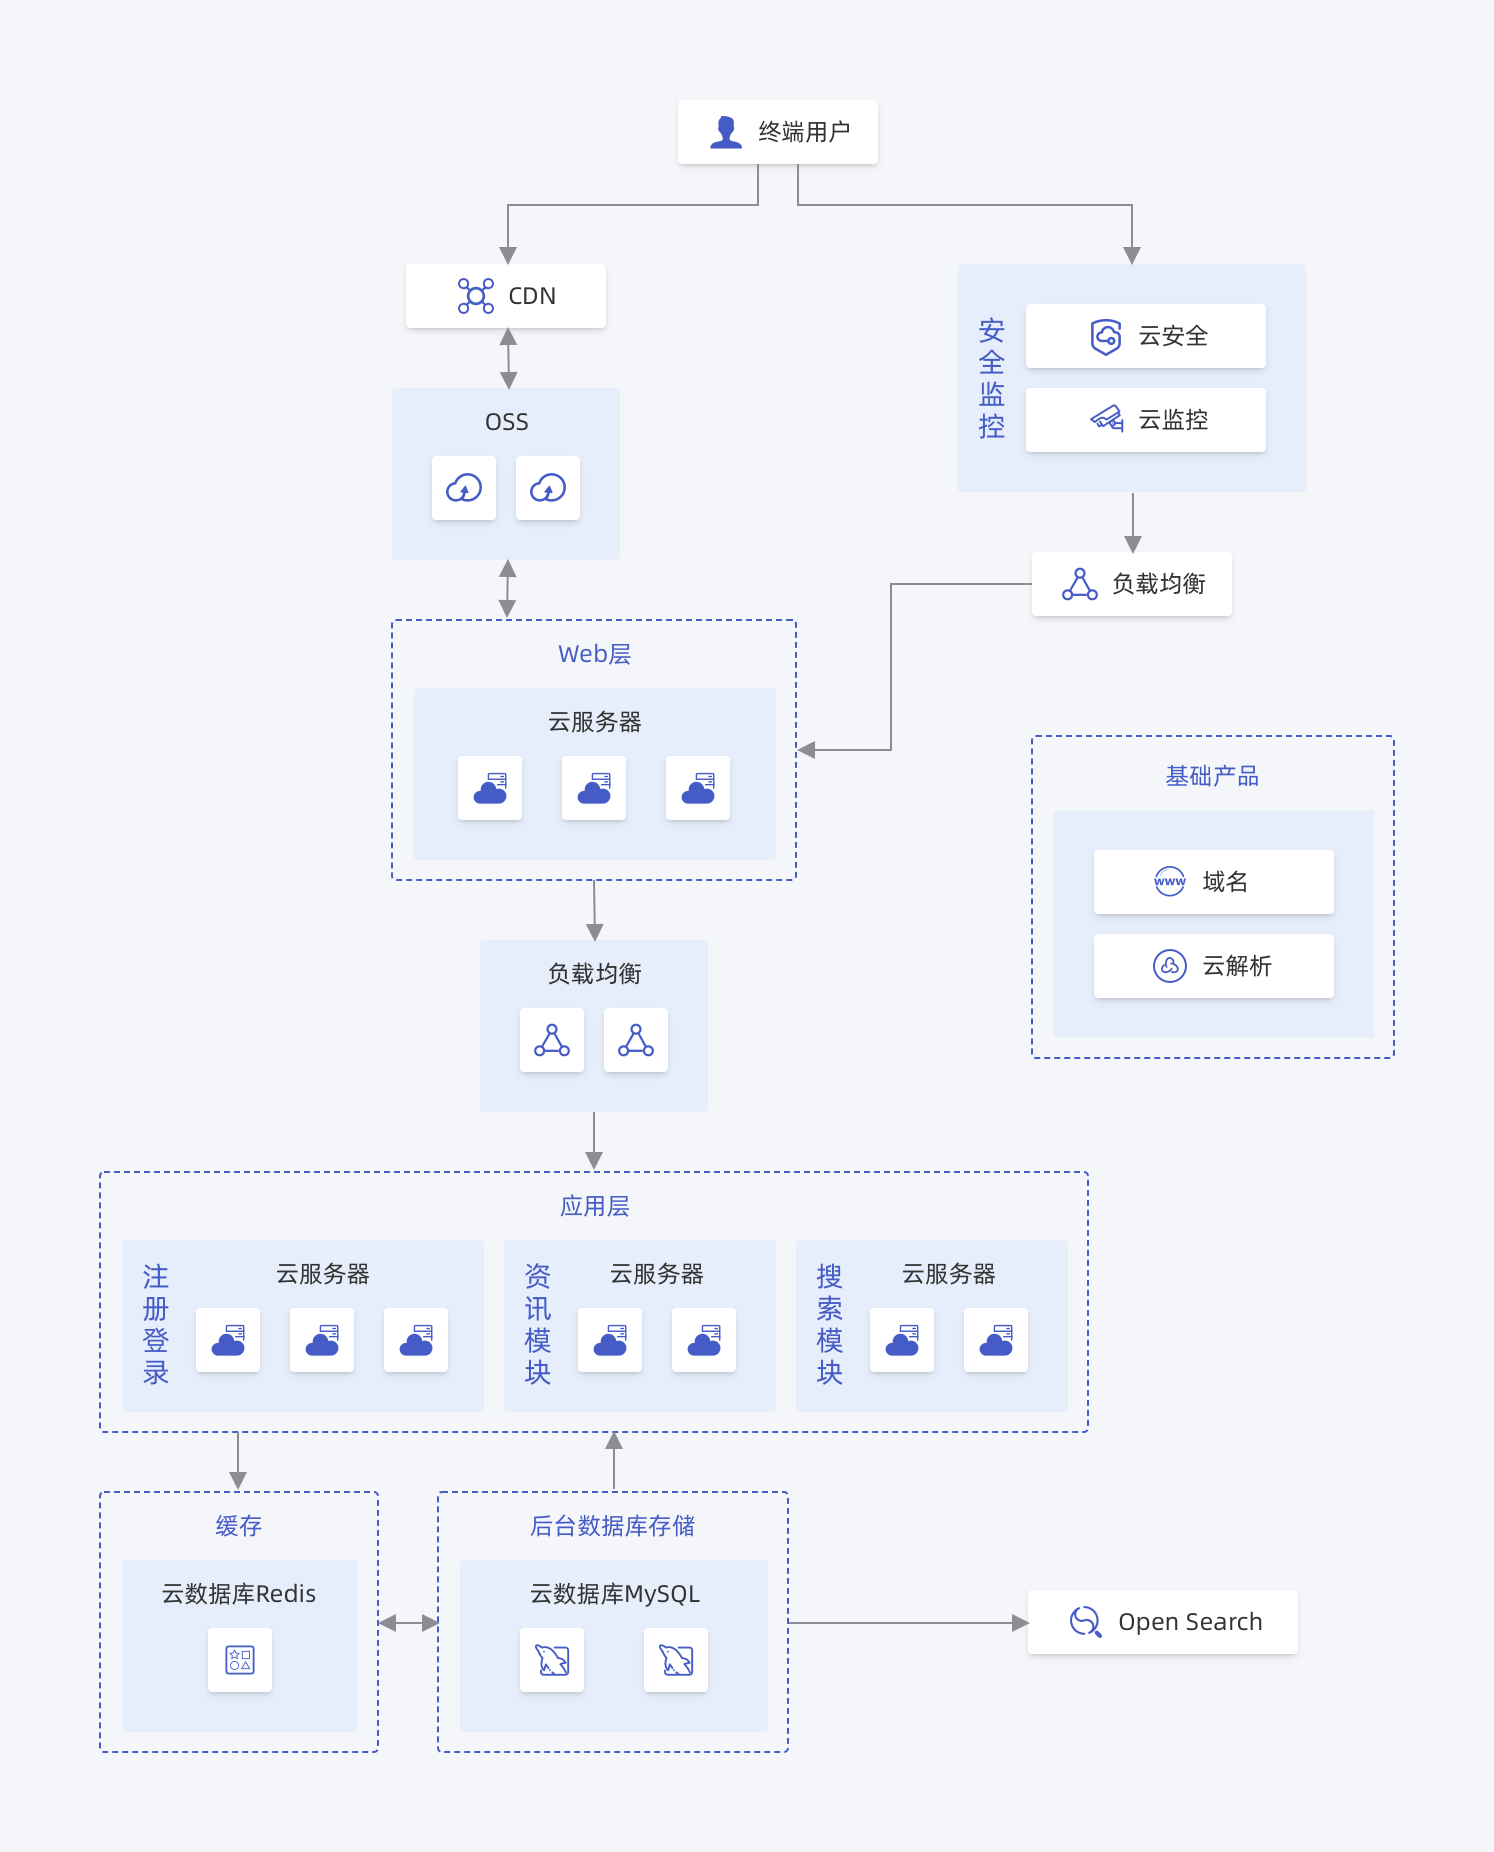 终端用户
CDN
安全监控
云安全
云监控
OSS
负载均衡
Web层
云服务器
基础产品
域名
云解析
负载均衡
应用层
注册登录
云服务器
资讯模块
云服务器
搜索模块
云服务器
缓存
云数据库Redis
后台数据库存储
云数据库MySQL
Open Search